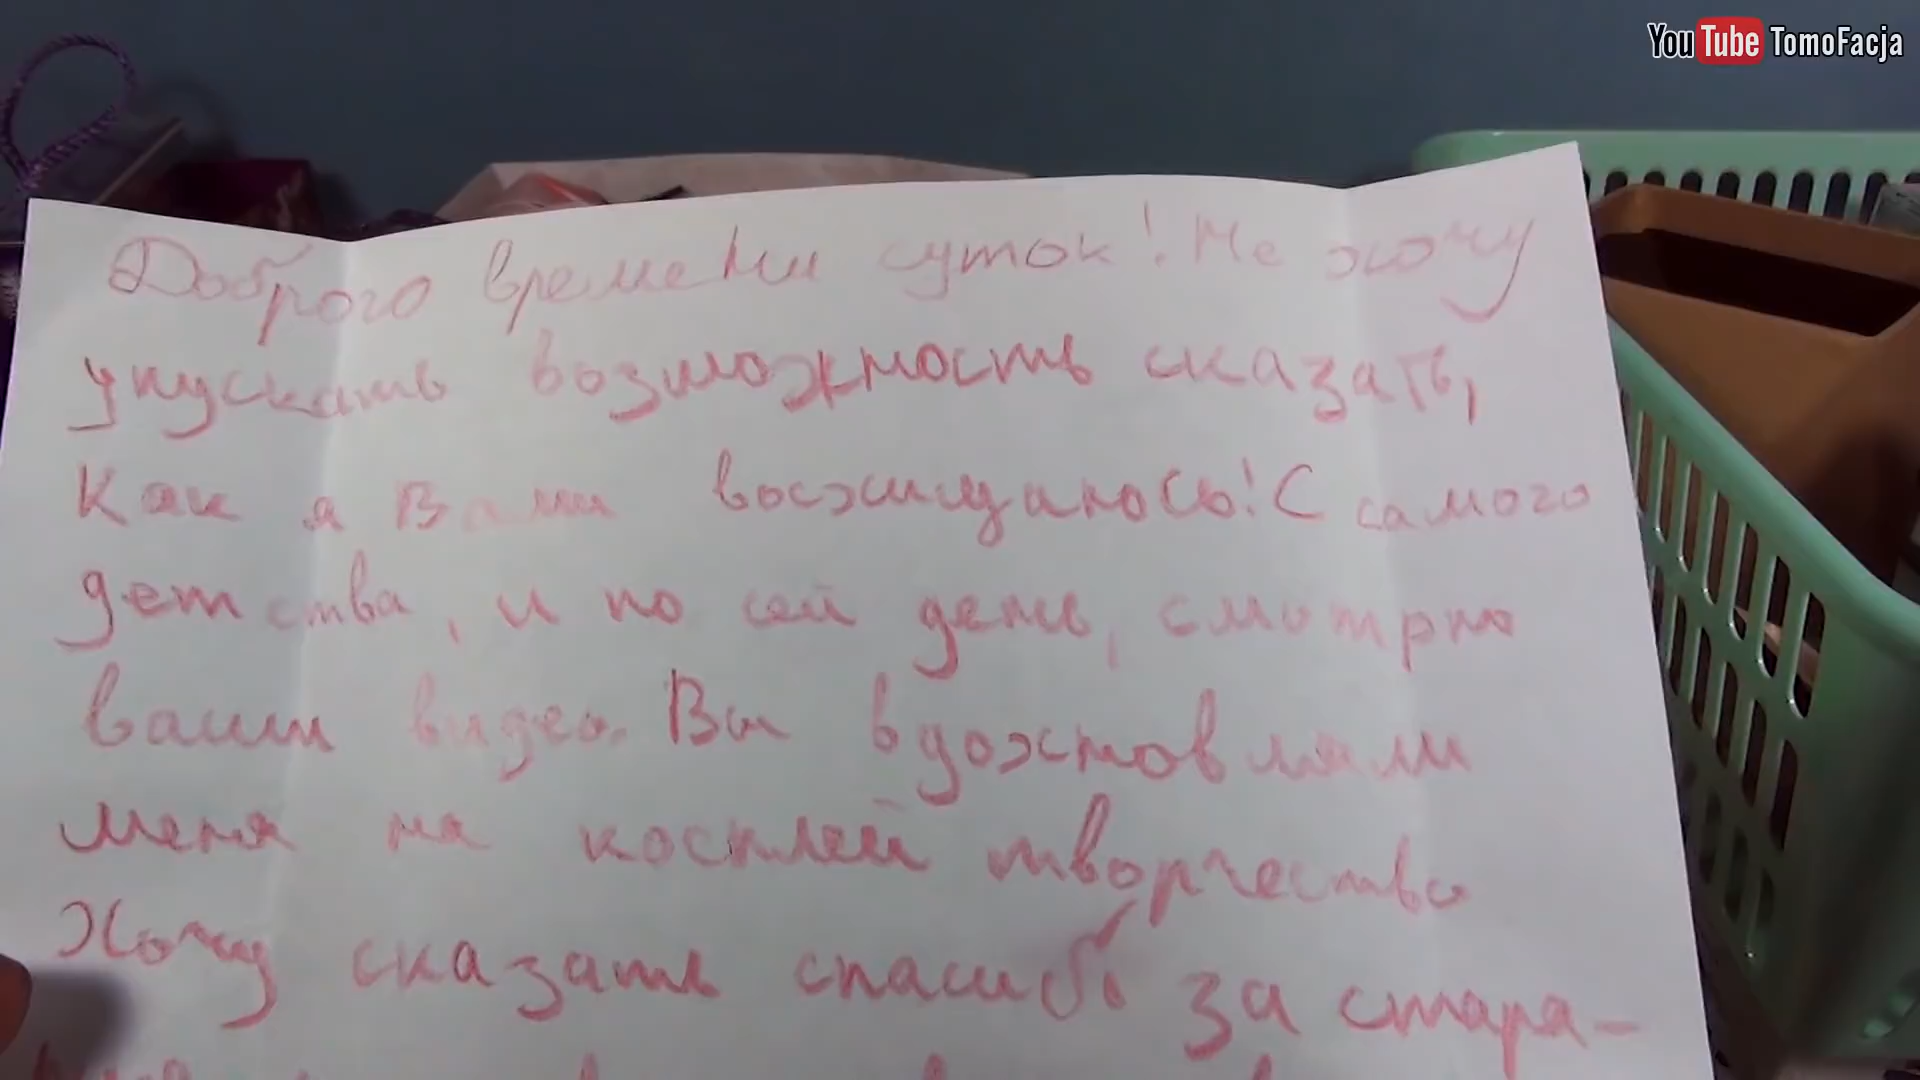 YouTube TomoFacja
Доброго времени суток! Не хочу
упускать возможность сказать,
Как я Вами восхищаюсь! С самого
детства, и по сей день, смотрю
ваши видео. Вы вдохновляли
меня на косплей творчество
Хочу сказать спасибо за стара-